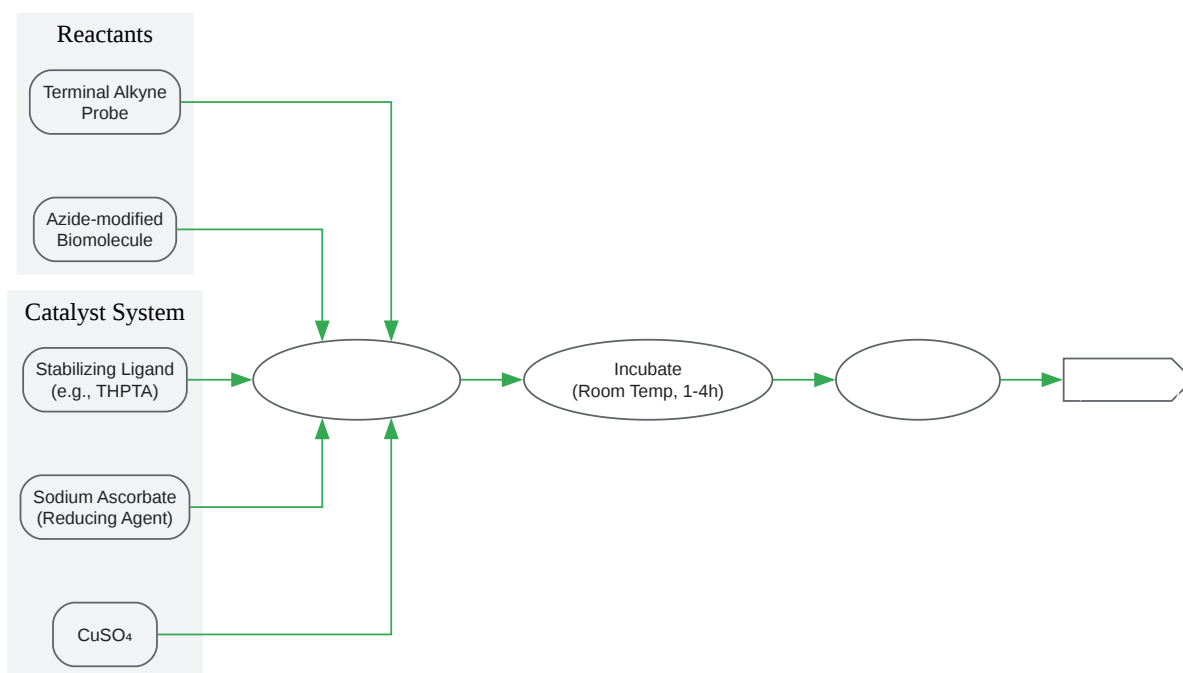 Reactants
Terminal Alkyne
Probe
Azide-modified
Biomolecule
Catalyst System
Stabilizing Ligand
(e.g., THPTA)
Sodium Ascorbate
(Reducing Agent)
CuSO₄
Incubate
(Room Temp, 1-4h)